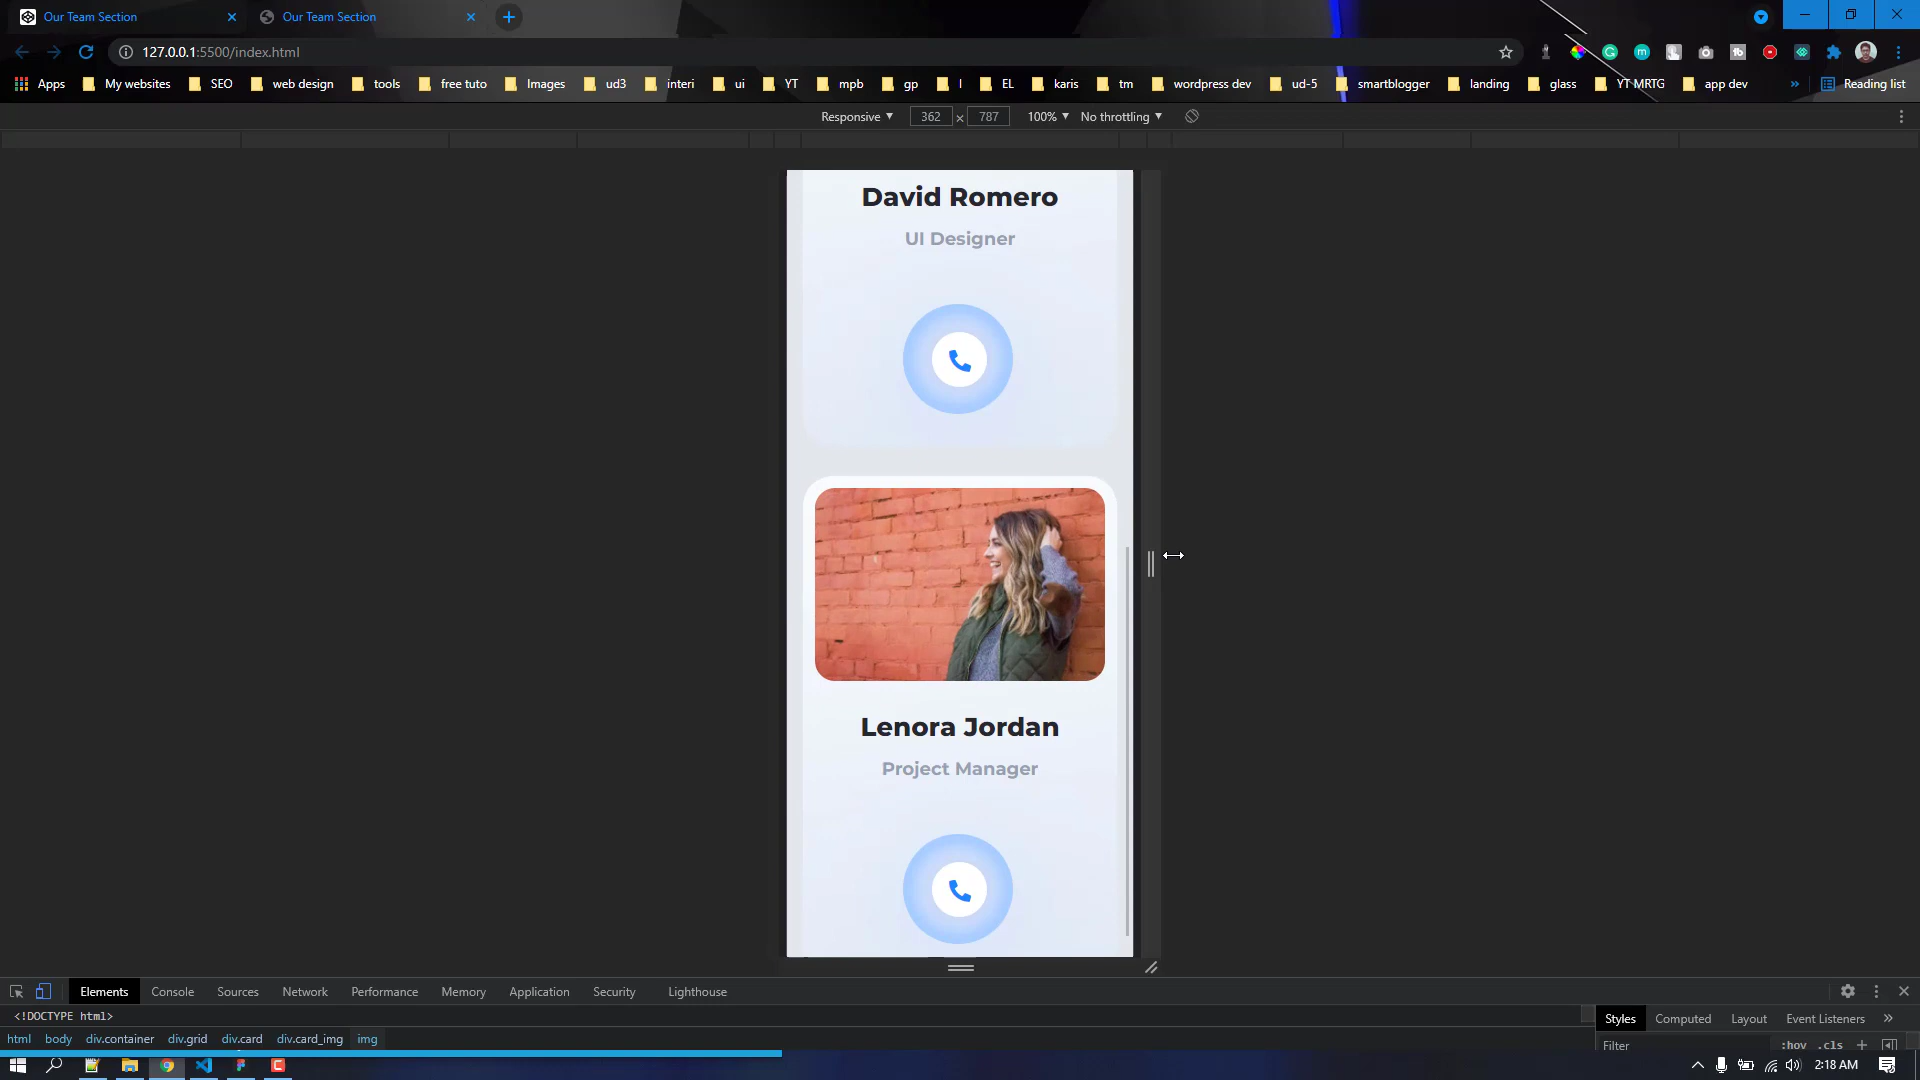 Our Team Section
Our Team Section
127.0.0.1:5500/index.html
Apps My websites SEO web design tools free tuto Images ud3 interi ui YT mpb gp l EL karis tm wordpress dev ud-5 smartblogger landing glass YT MRTG app dev » Reading list
Responsive 362 × 787 100% No throttling
David Romero
UI Designer
Lenora Jordan
Project Manager
Elements Console Sources Network Performance Memory Application Security Lighthouse
<!DOCTYPE html>
Styles Computed Layout Event Listeners »
html body div.container div.grid div.card div.card_img img
Filter :hov .cls +
2:18 AM